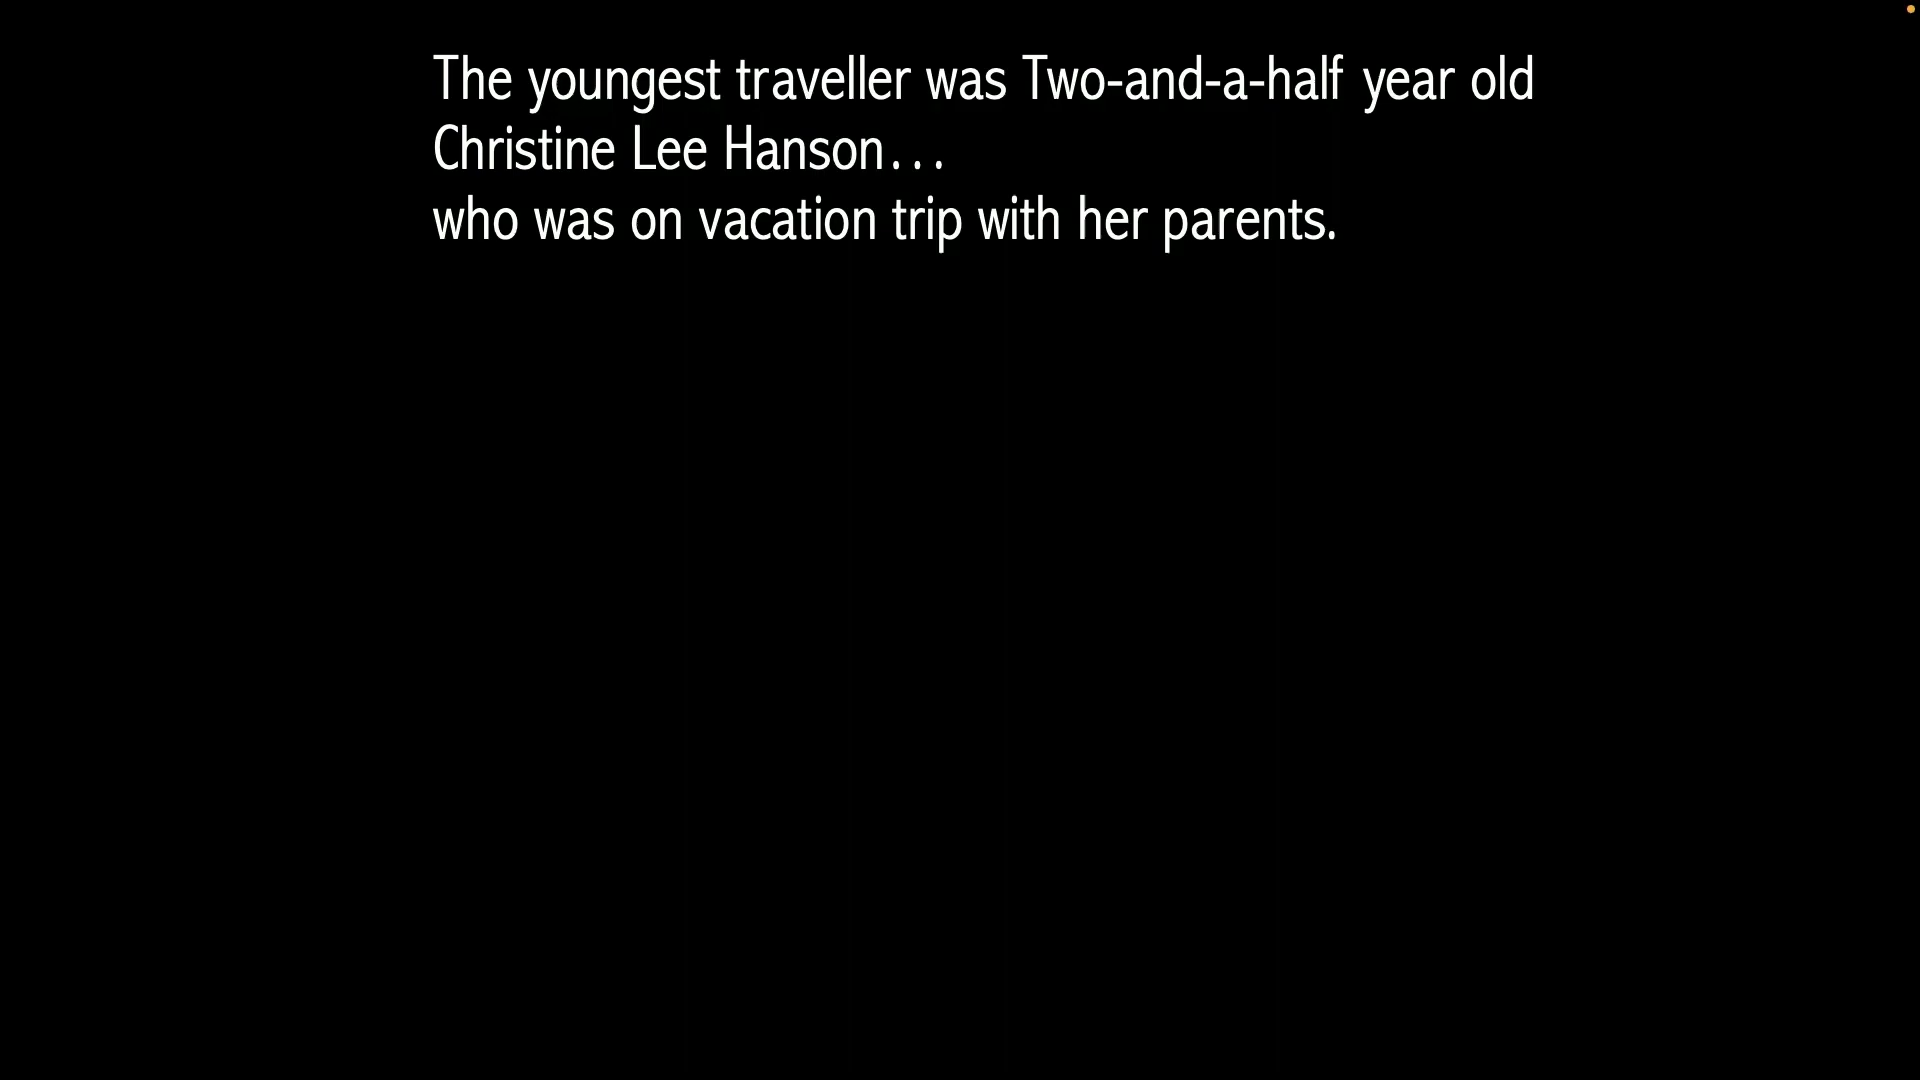 The youngest traveller was Two-and-a-half year old
Christine Lee Hanson...
who was on vacation trip with her parents.